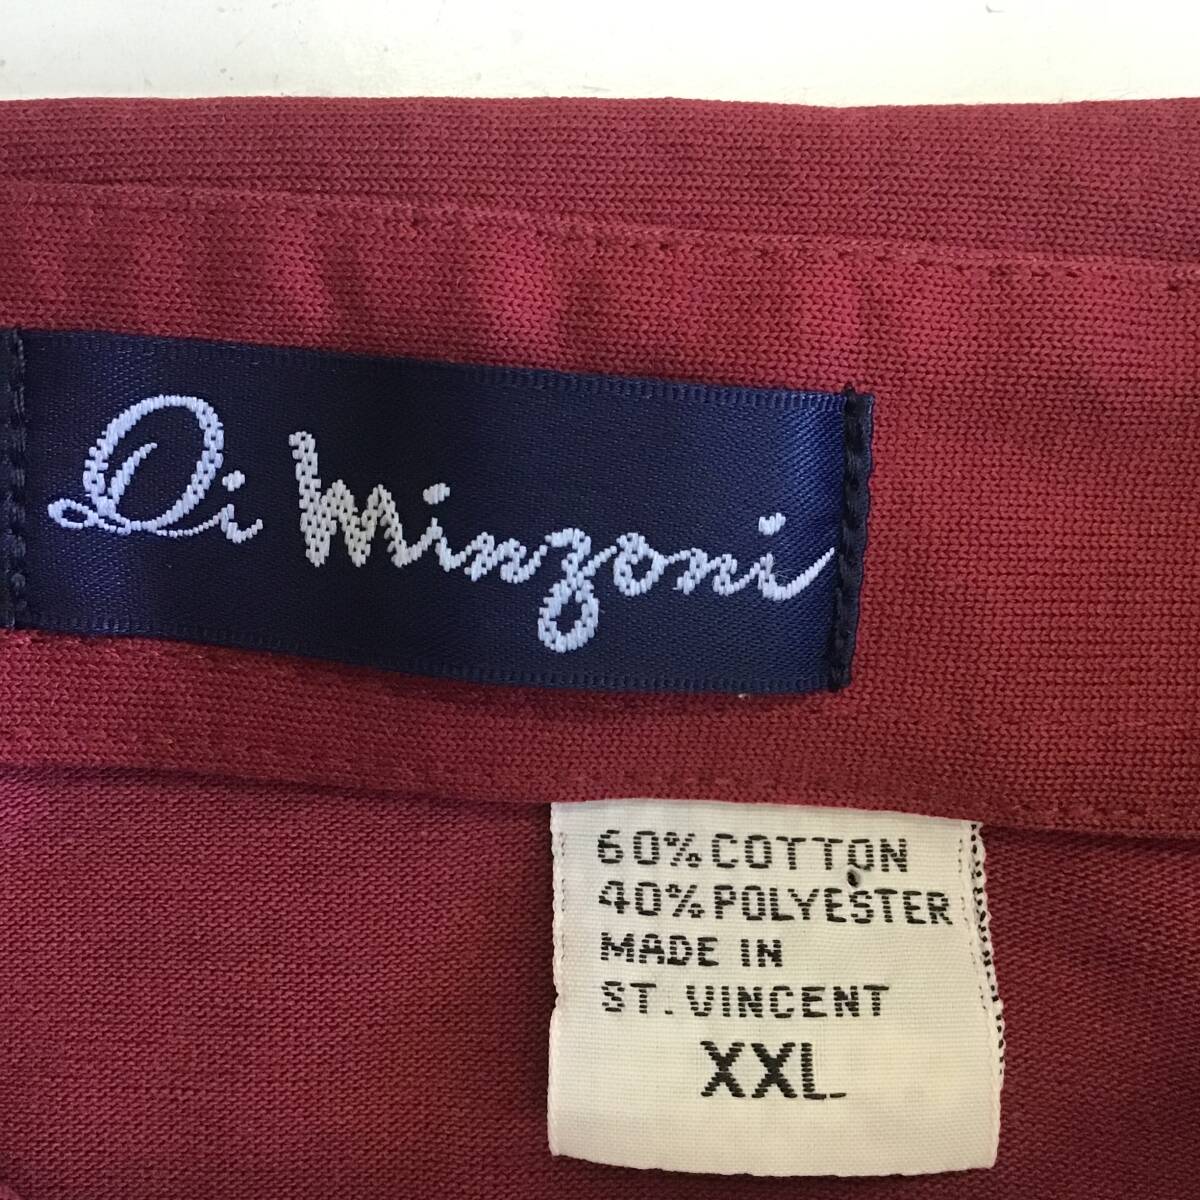 Di Minzoni
60% COTTON
40% POLYESTER
MADE IN
ST. VINCENT
XXL